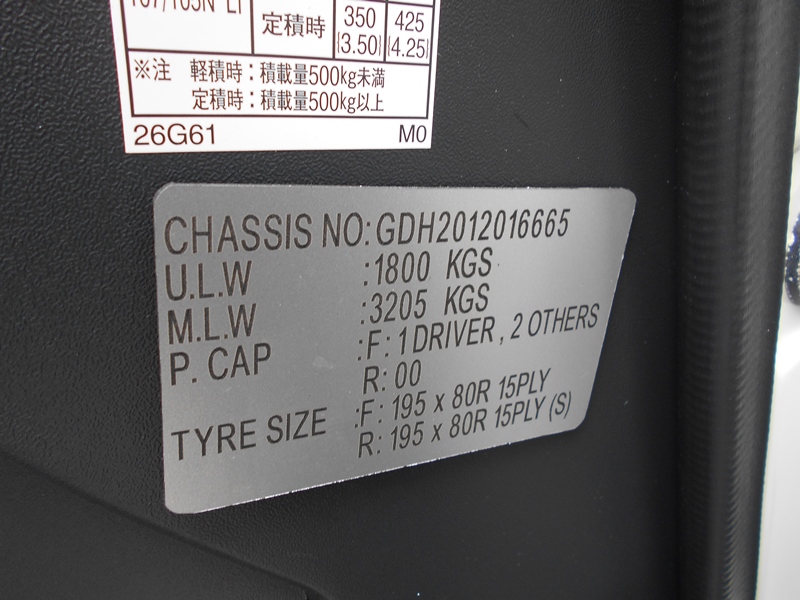 107/105N LT
定積時 350 425
{3.50} {4.25}
※注 軽積時：積載量500kg未満
定積時：積載量500kg以上
26G61 M0
CHASSIS NO: GDH2012016665
U.L.W :1800 KGS
M.L.W :3205 KGS
P. CAP :F: 1 DRIVER , 2 OTHERS
R: 00
TYRE SIZE :F: 195 x 80R 15PLY
R: 195 x 80R 15PLY (S)